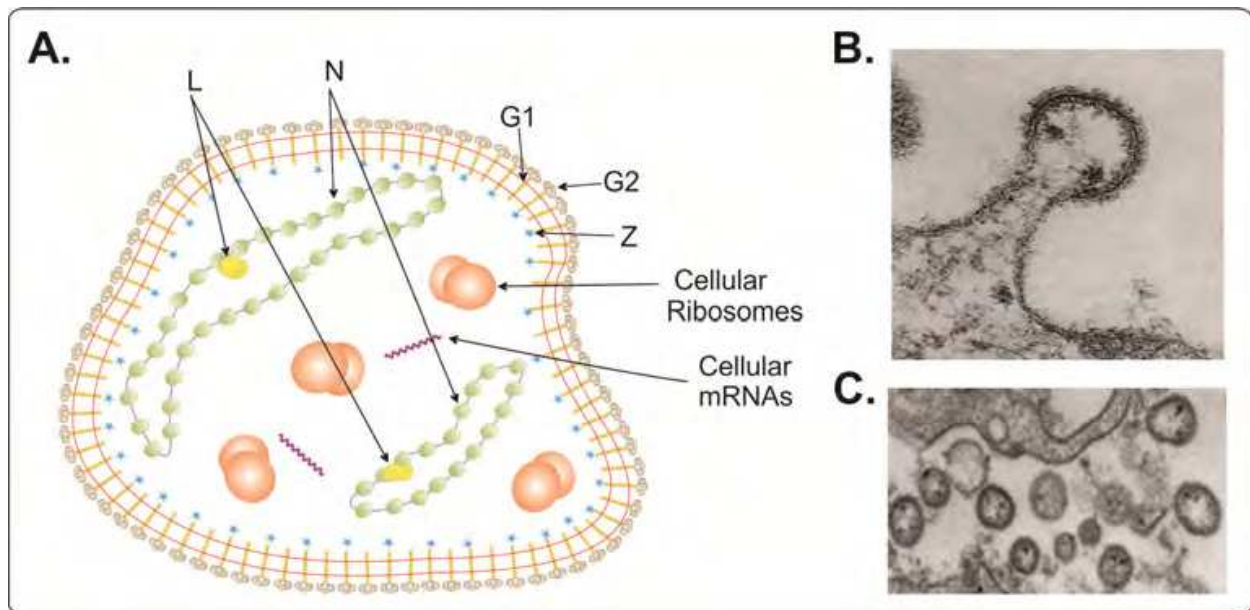 A.
L
N
G1
G2
Z
Cellular
Ribosomes
Cellular
mRNAs
B.
C.